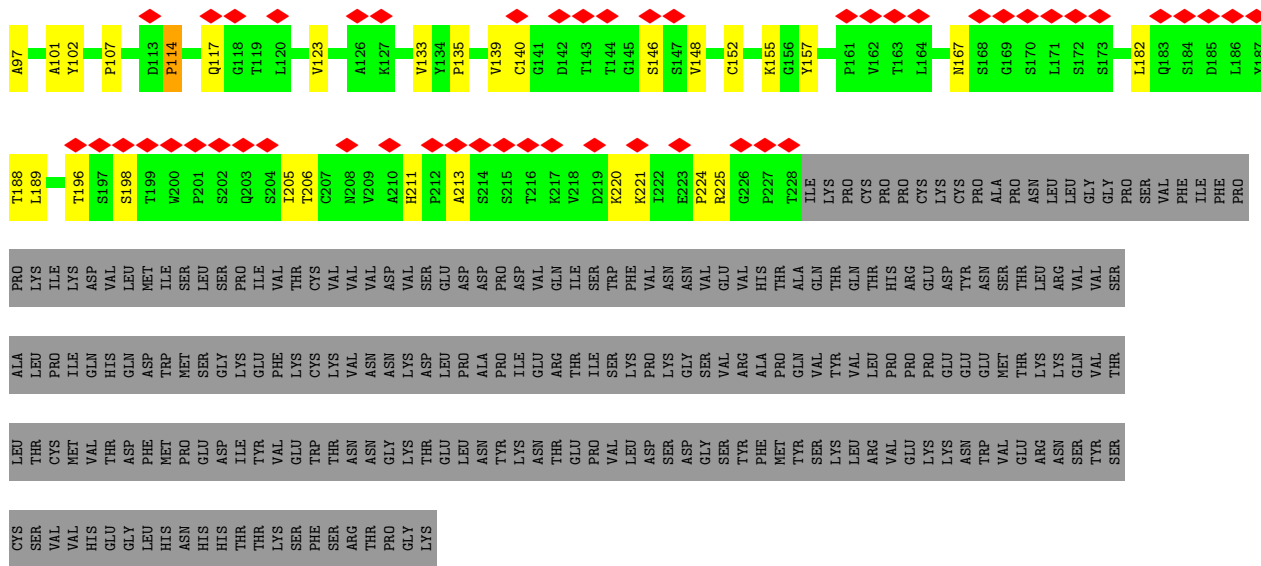 A97 A101 Y102 P107 D113 P114 Q117 G118 T119 L120 V123 A126 K127 V133 Y134 P135 V139 C140 G141 D142 T143 T144 G145 S146 S147 V148 C152 K155 G156 Y157 P161 V162 T163 L164 N167 S168 G169 S170 L171 S172 S173 L182 Q183 S184 D185 L186 Y187
T188 L189 T196 S197 S198 T199 W200 P201 S202 Q203 S204 I205 T206 C207 N208 V209 A210 H211 P212 A213 S214 S215 T216 K217 V218 D219 K220 K221 I222 E223 P224 R225 G226 P227 T228 ILE LYS PRO CYS PRO PRO CYS LYS CYS PRO ALA PRO ASN LEU LEU GLY GLY PRO SER VAL PHE ILE PHE PRO
PRO LYS ILE LYS ASP VAL LEU MET ILE SER LEU SER PRO ILE VAL THR CYS VAL VAL VAL ASP VAL SER GLU ASP ASP PRO ASP VAL GLN ILE SER TRP PHE VAL ASN ASN VAL GLU VAL HIS THR ALA GLN THR GLN THR HIS ARG GLU ASP TYR ASN SER THR LEU ARG VAL VAL SER
ALA LEU PRO ILE GLN HIS GLN ASP TRP MET SER GLY LYS GLU PHE LYS CYS LYS VAL ASN ASN LYS ASP LEU PRO ALA PRO ILE GLU ARG THR ILE SER LYS PRO LYS GLY SER VAL ARG ALA PRO GLN VAL TYR VAL LEU PRO PRO PRO GLU GLU GLU MET THR LYS LYS GLN VAL THR
LEU THR CYS MET VAL THR ASP PHE MET PRO GLU ASP ILE TYR VAL GLU TRP THR ASN ASN GLY LYS THR GLU LEU ASN TYR LYS ASN THR GLU PRO VAL LEU ASP SER ASP GLY SER TYR PHE MET TYR SER LYS LEU ARG VAL GLU LYS LYS ASN TRP VAL GLU ARG ASN SER TYR SER
CYS SER VAL VAL HIS GLU GLY LEU HIS ASN HIS HIS THR THR LYS SER PHE SER ARG THR PRO GLY LYS